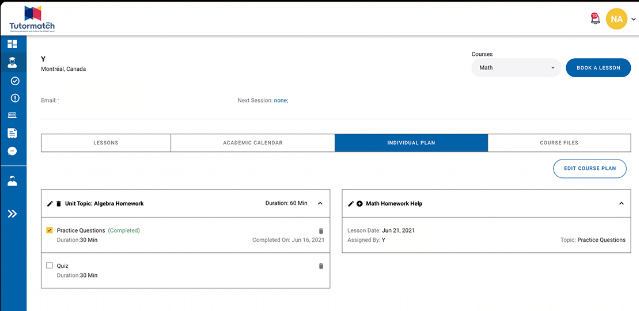 Tutormatch
NA
Y
Montréal, Canada
Courses:
Math
BOOK A LESSON
Email:
Next Session: none;
LESSONS
ACADEMIC CALENDAR
INDIVIDUAL PLAN
COURSE FILES
EDIT COURSE PLAN
Unit Topic: Algebra Homework
Duration: 60 Min
Practice Questions (Completed)
Duration:30 Min
Completed On: Jun 16, 2021
Quiz
Duration:30 Min
Math Homework Help
Lesson Date: Jun 21, 2021
Assigned By: Y
Topic: Practice Questions